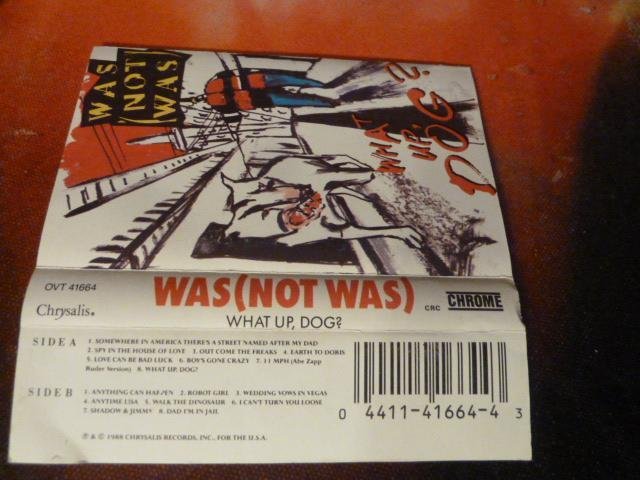 WAS
(NOT
WAS)
WHAT
UP,
DOG?
OVT 41664
Chrysalis.
WAS (NOT WAS)
WHAT UP, DOG?
CRC
CHROME
SIDE A
1. SOMEWHERE IN AMERICA THERE'S A STREET NAMED AFTER MY DAD
2. SPY IN THE HOUSE OF LOVE 3. OUT COME THE FREAKS 4. EARTH TO DORIS
5. LOVE CAN BE BAD LUCK 6. BOY'S GONE CRAZY 7. 11 MPH (Abe Zapp
Ruder Version) 8. WHAT UP, DOG?
SIDE B
1. ANYTHING CAN HAPPEN 2. ROBOT GIRL 3. WEDDING VOWS IN VEGAS
4. ANYTIME LISA 5. WALK THE DINOSAUR 6. I CAN'T TURN YOU LOOSE
7. SHADOW & JIMMY 8. DAD I'M IN JAIL
℗ & © 1988 CHRYSALIS RECORDS, INC., FOR THE U.S.A.
0 4411-41664-4 3